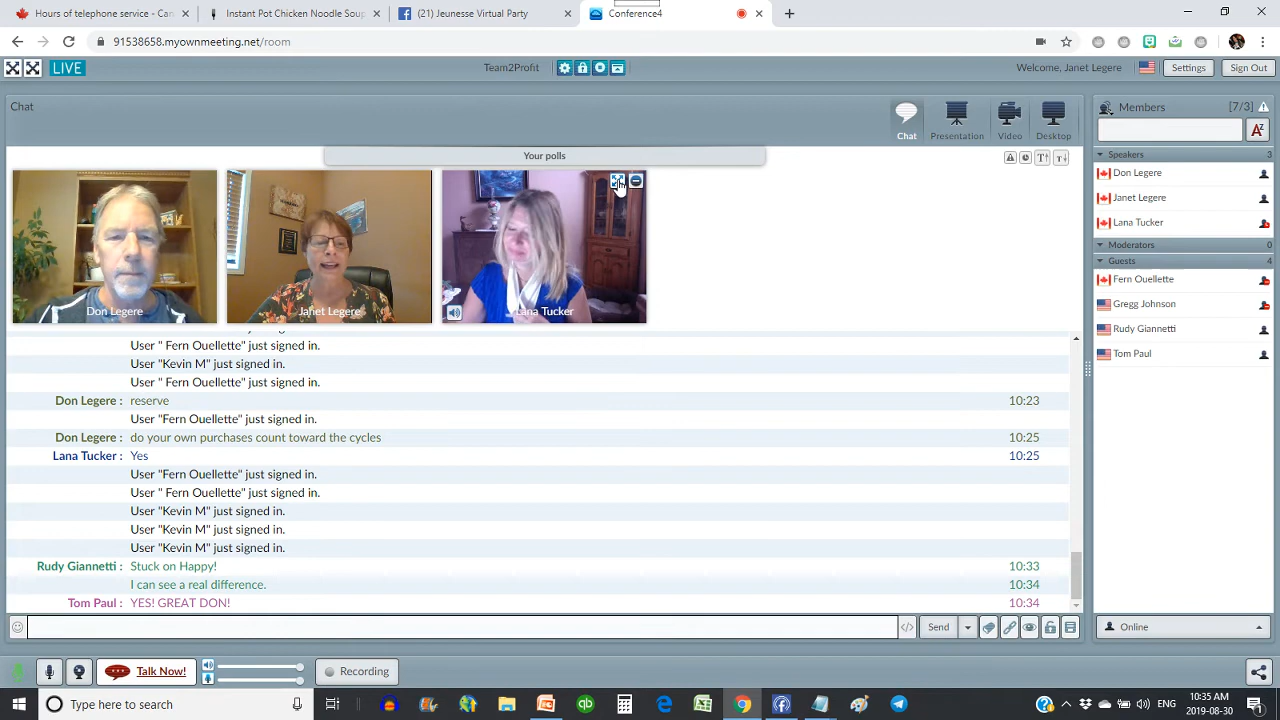 Hours of telephone service - Can
Instant Pot Chicken Noodle Soup
(21) Jeunesse Virtual Party
Conference4
91538658.myownmeeting.net/room
LIVE
Team2Profit
Welcome, Janet Legere
Settings
Sign Out
Chat
Chat
Presentation
Video
Desktop
Members
[7/3]
Your polls
Speakers 3
Don Legere
Janet Legere
Lana Tucker
Moderators 0
Guests 4
Fern Ouellette
Gregg Johnson
Rudy Giannetti
Tom Paul
Don Legere
Janet Legere
Lana Tucker
User " Fern Ouellette" just signed in.
User "Kevin M" just signed in.
User " Fern Ouellette" just signed in.
Don Legere : reserve 10:23
User "Fern Ouellette" just signed in.
Don Legere : do your own purchases count toward the cycles 10:25
Lana Tucker : Yes 10:25
User "Fern Ouellette" just signed in.
User " Fern Ouellette" just signed in.
User "Kevin M" just signed in.
User "Kevin M" just signed in.
User "Kevin M" just signed in.
Rudy Giannetti : Stuck on Happy! 10:33
I can see a real difference. 10:34
Tom Paul : YES! GREAT DON! 10:34
Send
Online
Talk Now!
Recording
Type here to search
ENG
10:35 AM
2019-08-30